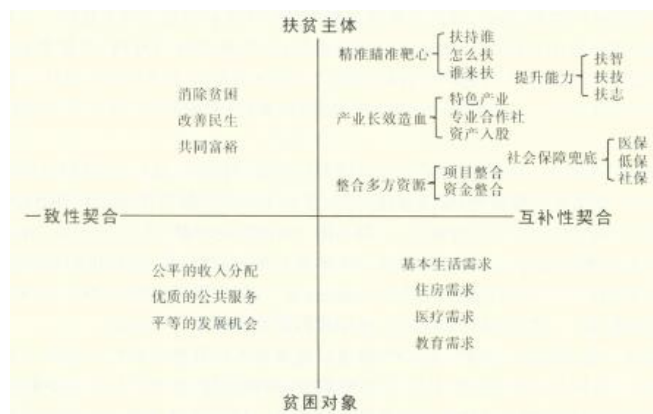 扶贫主体
精准瞄准靶心
扶持谁
怎么扶
谁来扶
提升能力
扶智
扶技
扶志
消除贫困
改善民生
共同富裕
产业长效造血
特色产业
专业合作社
资产入股
社会保障兜底
医保
低保
社保
整合多方资源
项目整合
资金整合
一致性契合
互补性契合
公平的收入分配
优质的公共服务
平等的发展机会
基本生活需求
住房需求
医疗需求
教育需求
贫困对象